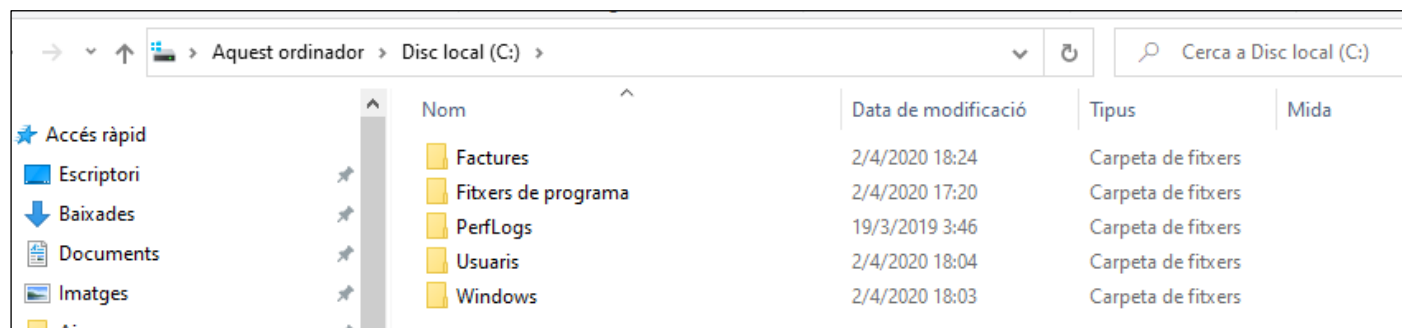 Aquest ordinador > Disc local (C:) >
Cerca a Disc local (C:)
Nom Data de modificació Tipus Mida
Accés ràpid
Escriptori
Baixades
Documents
Imatges
Factures 2/4/2020 18:24 Carpeta de fitxers
Fitxers de programa 2/4/2020 17:20 Carpeta de fitxers
PerfLogs 19/3/2019 3:46 Carpeta de fitxers
Usuaris 2/4/2020 18:04 Carpeta de fitxers
Windows 2/4/2020 18:03 Carpeta de fitxers